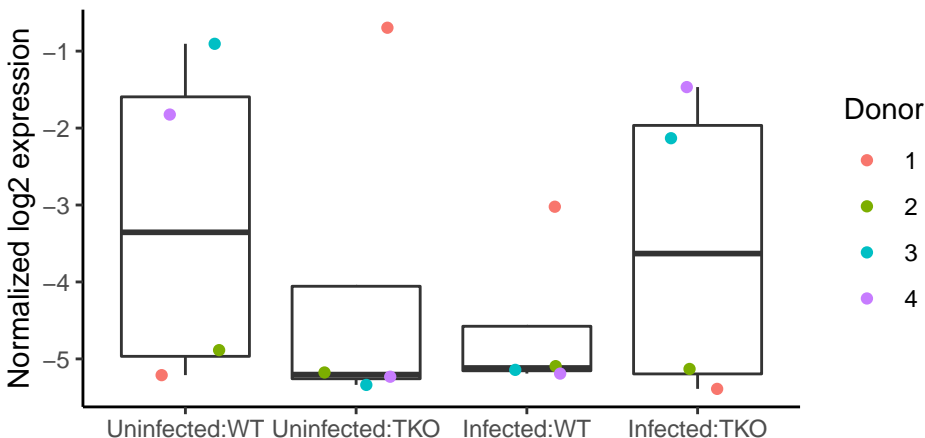 Normalized log2 expression
−1
−2
−3
−4
−5
Uninfected:WT
Uninfected:TKO
Infected:WT
Infected:TKO
Donor
1
2
3
4